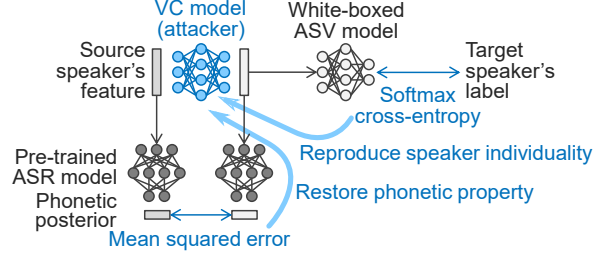 VC model
(attacker)
White-boxed
ASV model
Source
speaker's
feature
Target
speaker's
label
Softmax
cross-entropy
Reproduce speaker individuality
Pre-trained
ASR model
Restore phonetic property
Phonetic
posterior
Mean squared error